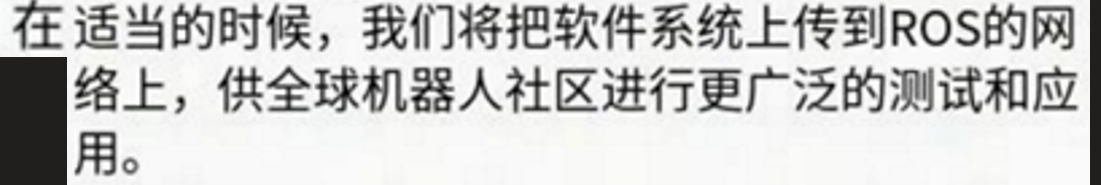 在适当的时候，我们将把软件系统上传到ROS的网
络上，供全球机器人社区进行更广泛的测试和应
用。